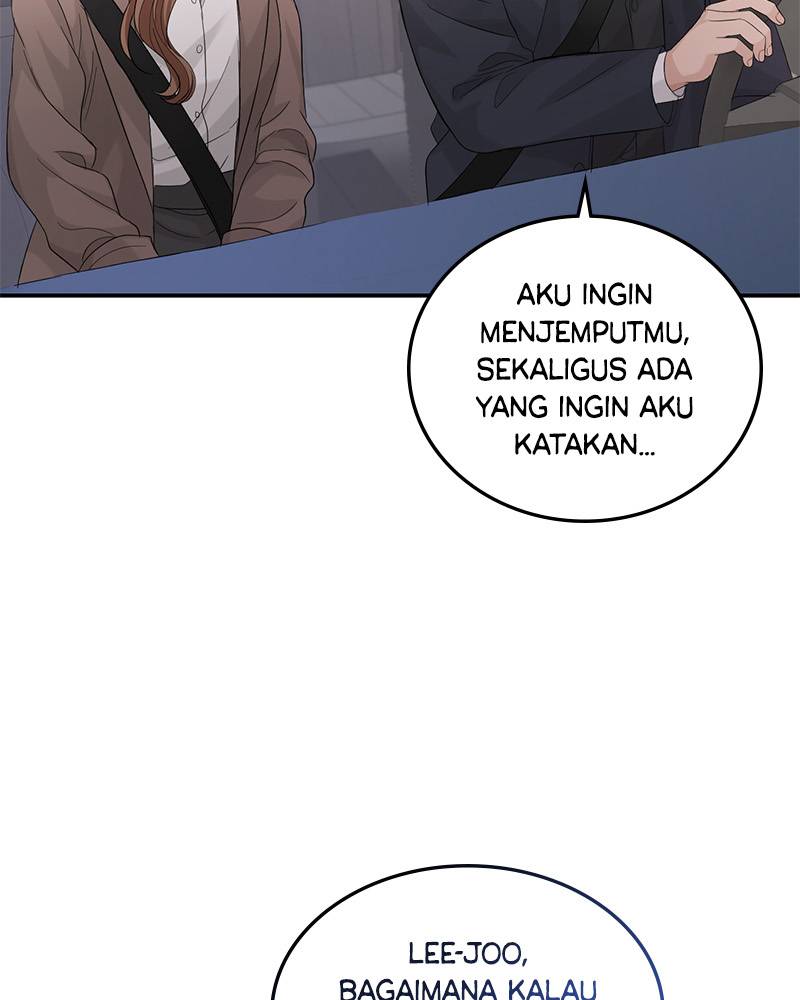 AKU INGIN
MENJEMPUTMU,
SEKALIGUS ADA
YANG INGIN AKU
KATAKAN...
LEE-JOO,
BAGAIMANA KALAU